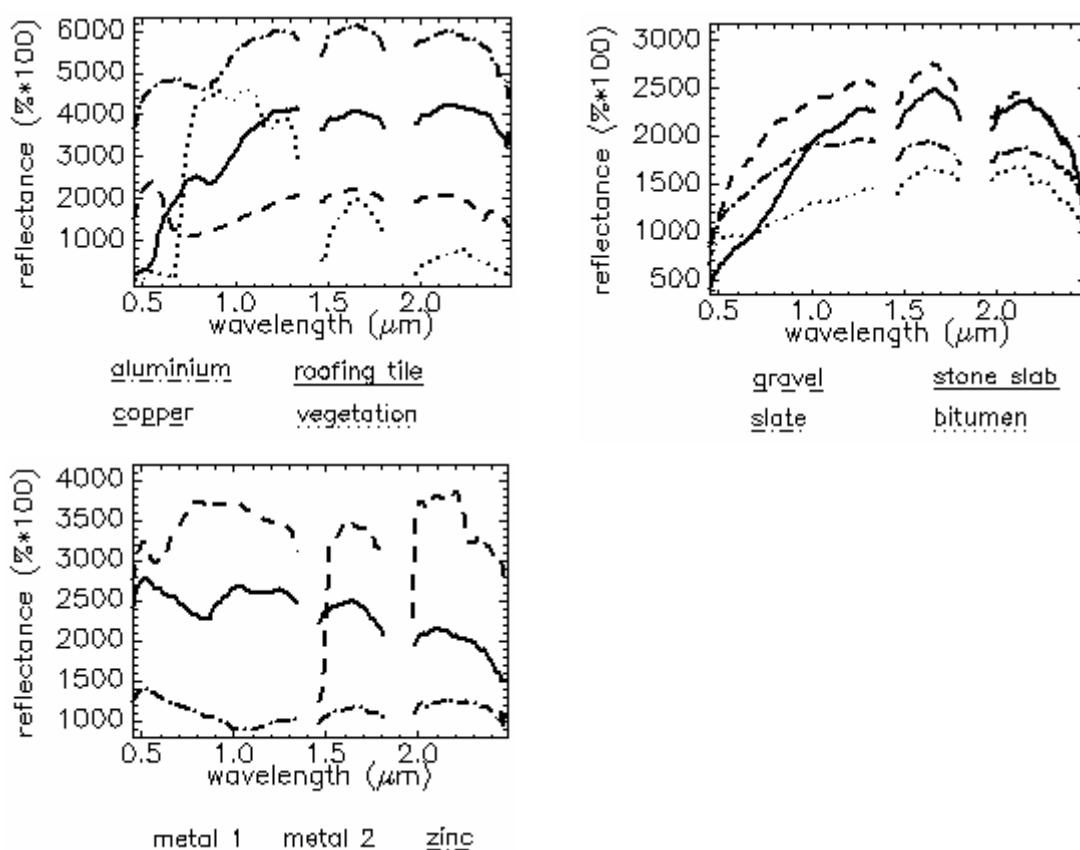 reflectance (%*100)
6000
5000
4000
3000
2000
1000
0.5 1.0 1.5 2.0
wavelength (μm)
aluminium roofing tile
copper vegetation
reflectance (%*100)
3000
2500
2000
1500
1000
500
0.5 1.0 1.5 2.0
wavelength (μm)
gravel stone slab
slate bitumen
reflectance (%*100)
4000
3500
3000
2500
2000
1500
1000
0.5 1.0 1.5 2.0
wavelength (μm)
metal 1 metal 2 zinc